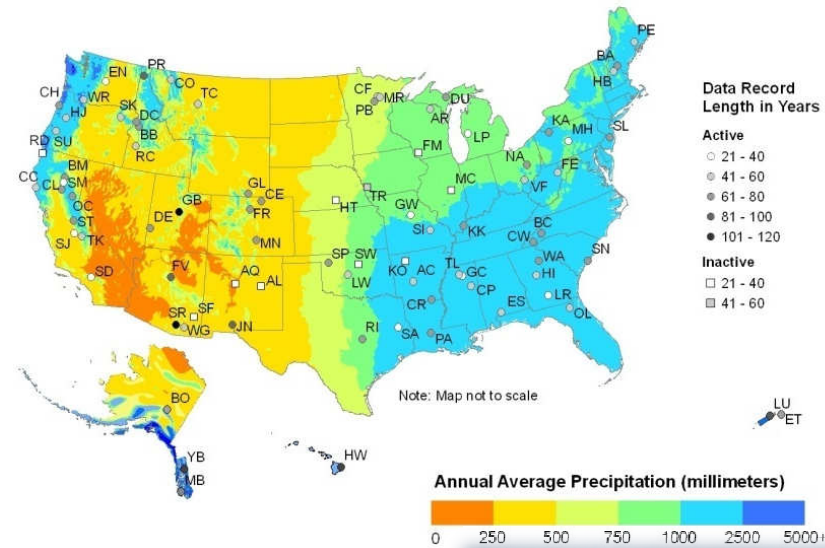 PE
BA
HB
PR
EN
CO
TC
CH
WR
SK
DC
HJ
BB
RD
SU
RC
CF
MR
PB
DU
AR
LP
KA
MH
SL
FM
NA
FE
BM
CC
CL
SM
OC
ST
SJ
TK
GB
DE
GL
CE
FR
MN
MC
VF
TR
HT
GW
SI
KK
BC
CW
SN
SD
FV
AQ
AL
SP
SW
LW
KO
AC
TL
GC
CP
WA
HI
SR
SF
WG
JN
RI
CR
SA
PA
ES
LR
OL
Data Record
Length in Years
Active
21 - 40
41 - 60
61 - 80
81 - 100
101 - 120
Inactive
21 - 40
41 - 60
Note: Map not to scale
BO
YB
MB
HW
LU
ET
Annual Average Precipitation (millimeters)
0 250 500 750 1000 2500 5000+